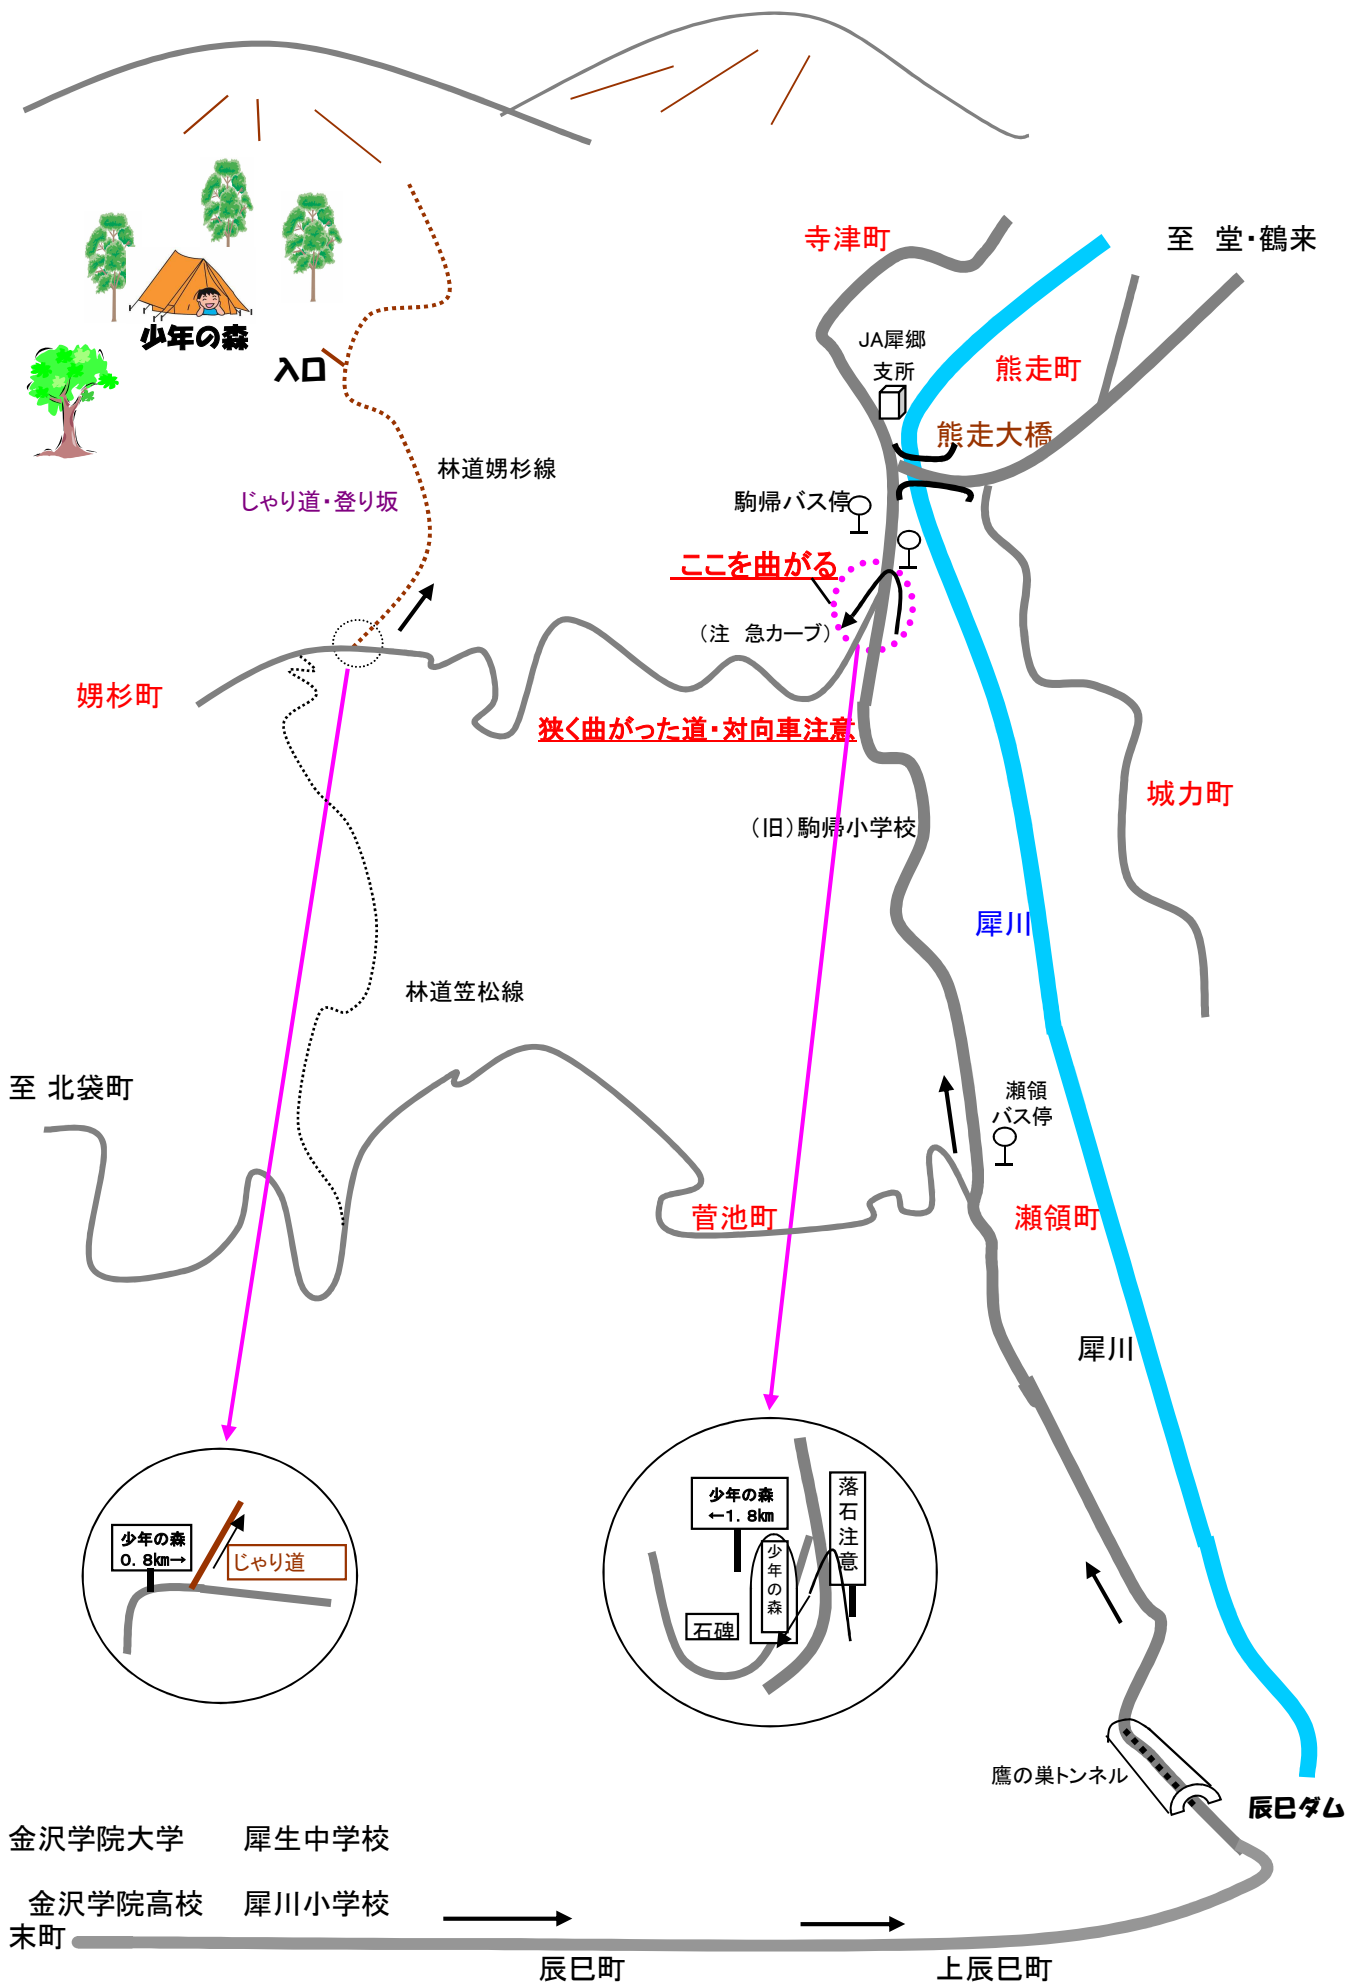 寺津町
至 堂・鶴来
JA犀郷
支所
熊走町
少年の森
入口
熊走大橋
林道娚杉線
じゃり道・登り坂
駒帰バス停
ここを曲がる
(注 急カーブ)
娚杉町
狭く曲がった道・対向車注意
城力町
(旧)駒帰小学校
犀川
林道笠松線
至 北袋町
瀬領
バス停
菅池町
瀬領町
犀川
少年の森
←1.8km
落石注意
少年の森
石碑
少年の森
0.8km→
じゃり道
鷹の巣トンネル
辰巳ダム
金沢学院大学 犀生中学校
金沢学院高校 犀川小学校
末町
辰巳町
上辰巳町